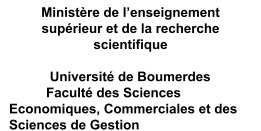 Ministère de l’enseignement
supérieur et de la recherche
scientifique
Université de Boumerdes
Faculté des Sciences
Economiques, Commerciales et des
Sciences de Gestion